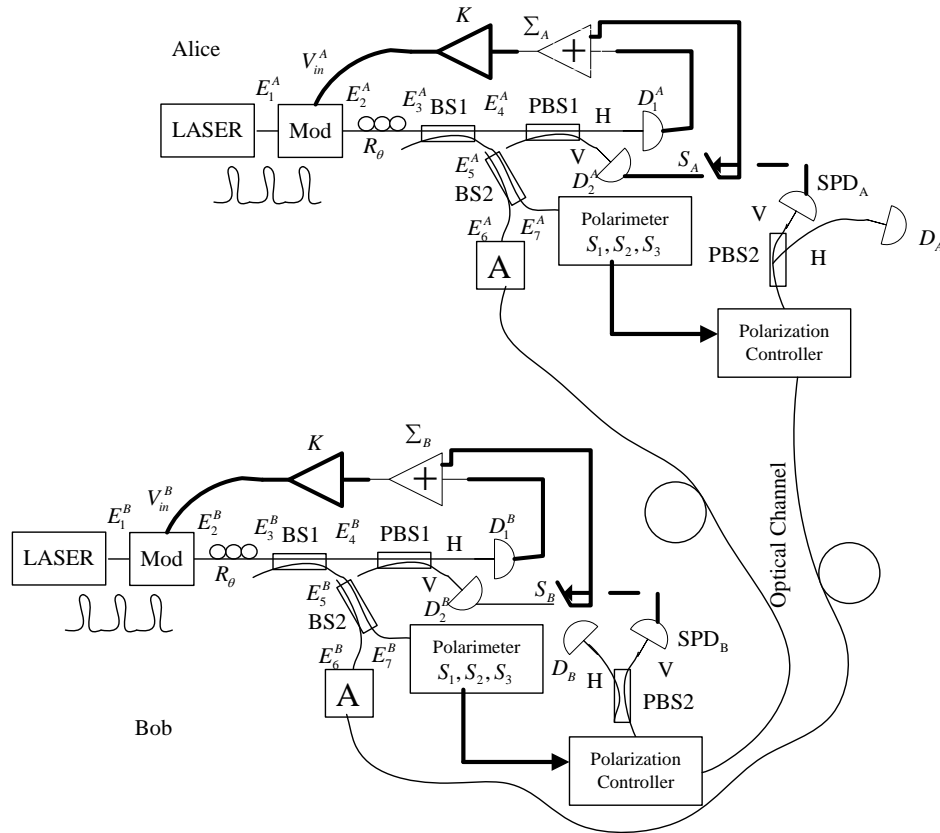 K
Σ_A
Alice
V_in^A
E_1^A
E_2^A
E_3^A
BS1
E_4^A
PBS1
H
D_1^A
LASER
Mod
R_θ
V
S_A
E_5^A
D_2^A
SPD_A
BS2
V
E_6^A
E_7^A
Polarimeter
S_1, S_2, S_3
D_A
PBS2
H
A
Polarization
Controller
K
Σ_B
V_in^B
E_1^B
E_2^B
E_3^B
BS1
E_4^B
PBS1
H
D_1^B
Optical Channel
LASER
Mod
R_θ
V
S_B
E_5^B
D_2^B
BS2
SPD_B
E_6^B
E_7^B
Polarimeter
S_1, S_2, S_3
D_B
H
V
PBS2
A
Bob
Polarization
Controller